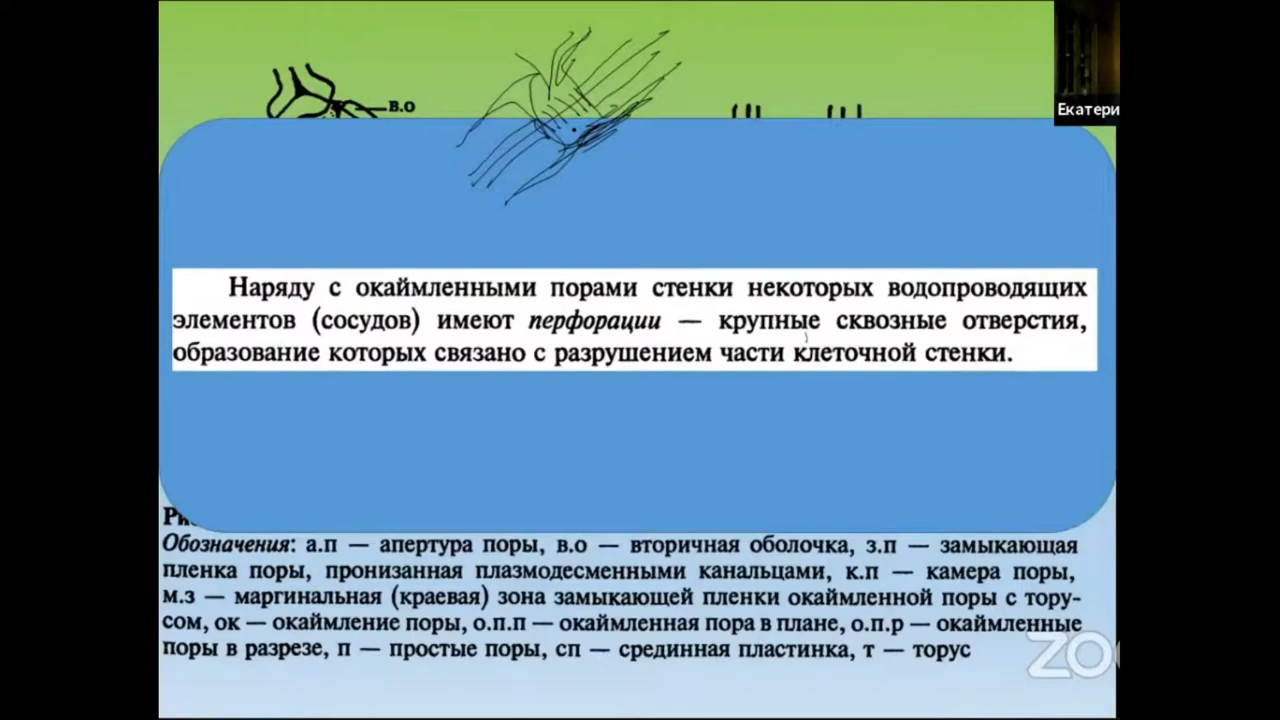 Екатери
в.о
Наряду с окаймленными порами стенки некоторых водопроводящих
элементов (сосудов) имеют перфорации — крупные сквозные отверстия,
образование которых связано с разрушением части клеточной стенки.
Обозначения: а.п — апертура поры, в.о — вторичная оболочка, з.п — замыкающая
пленка поры, пронизанная плазмодесменными канальцами, к.п — камера поры,
м.з — маргинальная (краевая) зона замыкающей пленки окаймленной поры с тору-
сом, ок — окаймление поры, о.п.п — окаймленная пора в плане, о.п.р — окаймленные
поры в разрезе, п — простые поры, сп — срединная пластинка, т — торус